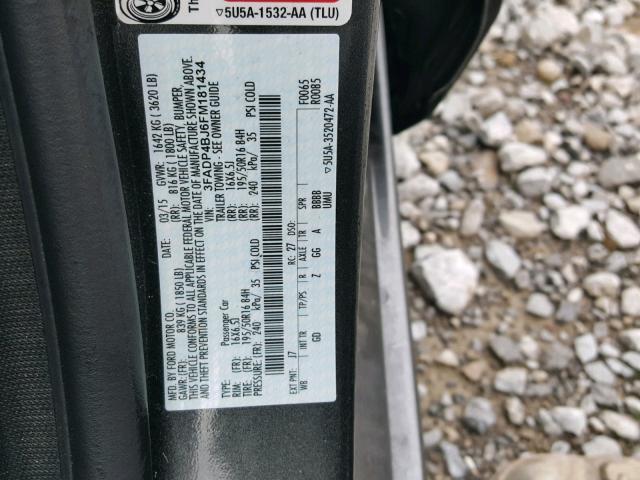 Th
▽5U5A-1532-AA (TLU)
MFD. BY FORD MOTOR CO.
DATE: 03/15 GVWR: 1642 KG ( 3620 LB)
GAWR: (FR): 839 KG ( 1850 LB) (RR): 816 KG ( 1800 LB)
THIS VEHICLE CONFORMS TO ALL APPLICABLE FEDERAL MOTOR VEHICLE SAFETY, BUMPER,
AND THEFT PREVENTION STANDARDS IN EFFECT ON THE DATE OF MANUFACTURE SHOWN ABOVE.
VIN: 3FADP4BJ6FM181434
TYPE: Passenger Car TRAILER TOWING - SEE OWNER GUIDE
RIM: (FR): 16X6.5J (RR): 16X6.5J
TIRE: (FR): 195/50R16 84H (RR): 195/50R16 84H
PRESSURE: (FR): 240 kPa/ 35 PSI COLD (RR): 240 kPa/ 35 PSI COLD
EXT PNT: J7 RC: 27 DSO: F0065
R0085
WB INT TR TP/PS R AXLE TR SPR
GD Z GG A BBBB
UMU
▽5U5A-3520472-AA